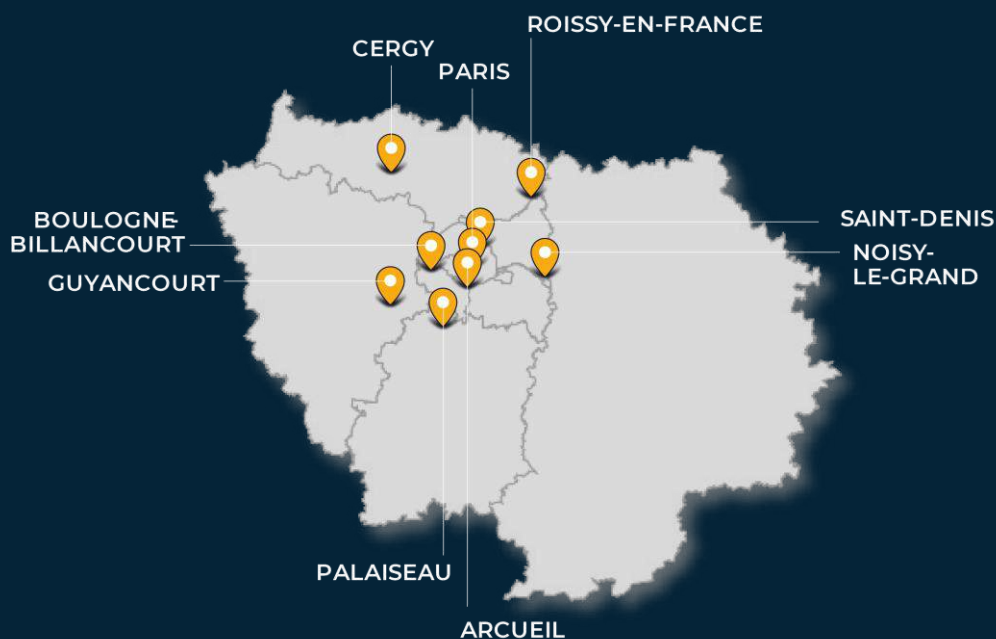 ROISSY-EN-FRANCE
CERGY
PARIS
BOULOGNE-
BILLANCOURT
SAINT-DENIS
NOISY-
LE-GRAND
GUYANCOURT
PALAISEAU
ARCUEIL